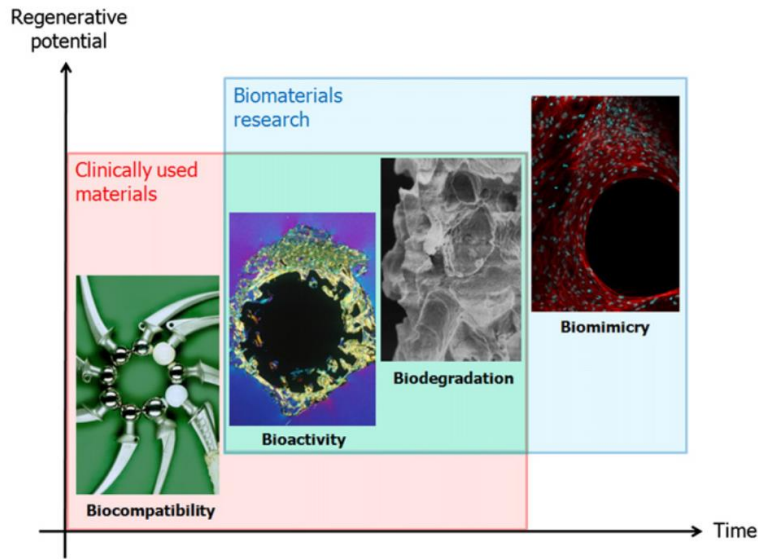 Regenerative
potential
Biomaterials
research
Clinically used
materials
Biomimicry
Biodegradation
Bioactivity
Biocompatibility
Time